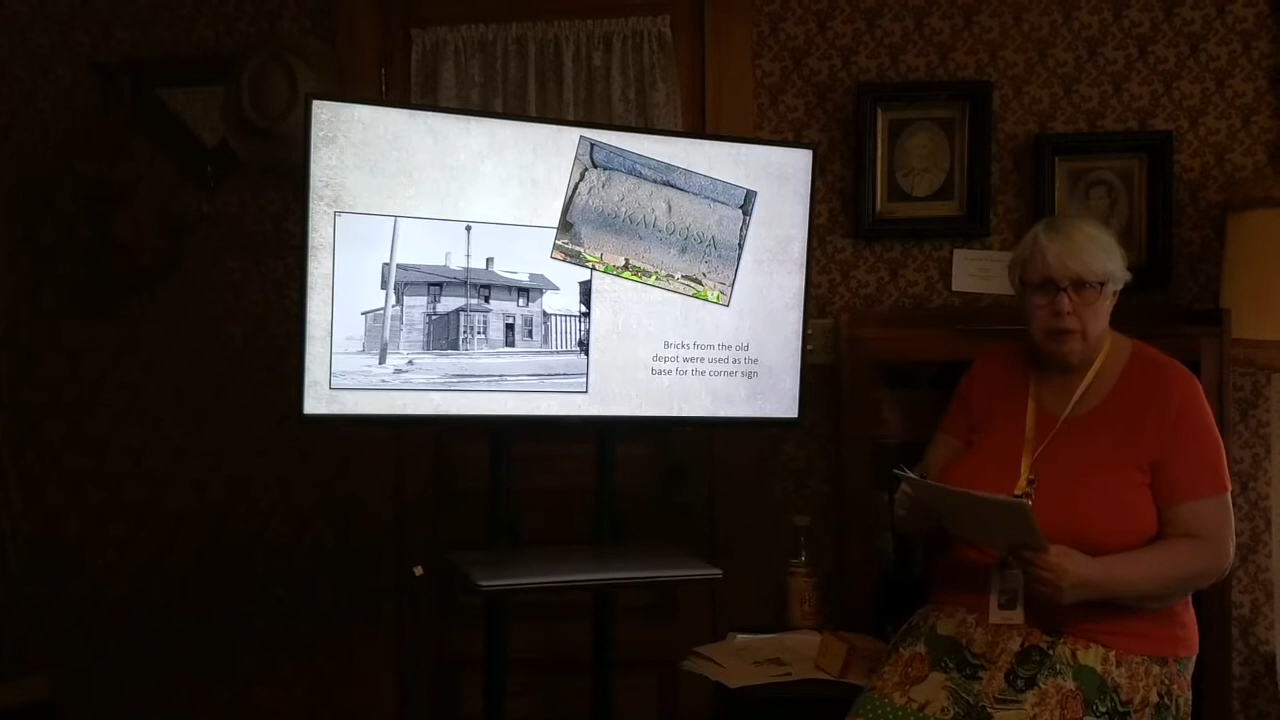 OSKALOOSA
Bricks from the old
depot were used as the
base for the corner sign